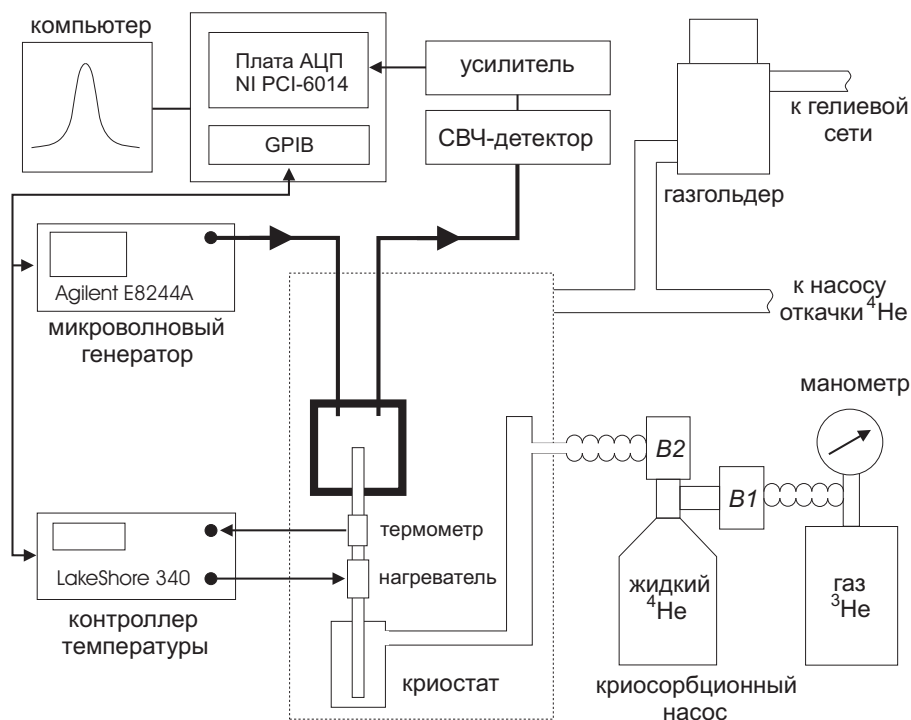 компьютер
Плата АЦП
NI PCI-6014
GPIB
усилитель
СВЧ-детектор
к гелиевой
сети
газгольдер
Agilent E8244A
микроволновый
генератор
к насосу
откачки ⁴He
манометр
B2
B1
термометр
LakeShore 340
нагреватель
контроллер
температуры
жидкий
⁴He
газ
³He
криостат
криосорбционный
насос